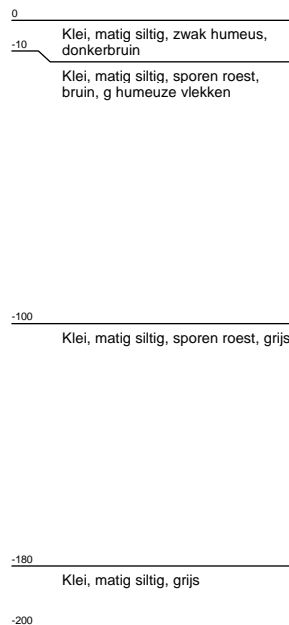 0
Klei, matig siltig, zwak humeus,
donkerbruin
-10
Klei, matig siltig, sporen roest,
bruin, g humeuze vlekken
-100
Klei, matig siltig, sporen roest, grijs
-180
Klei, matig siltig, grijs
-200